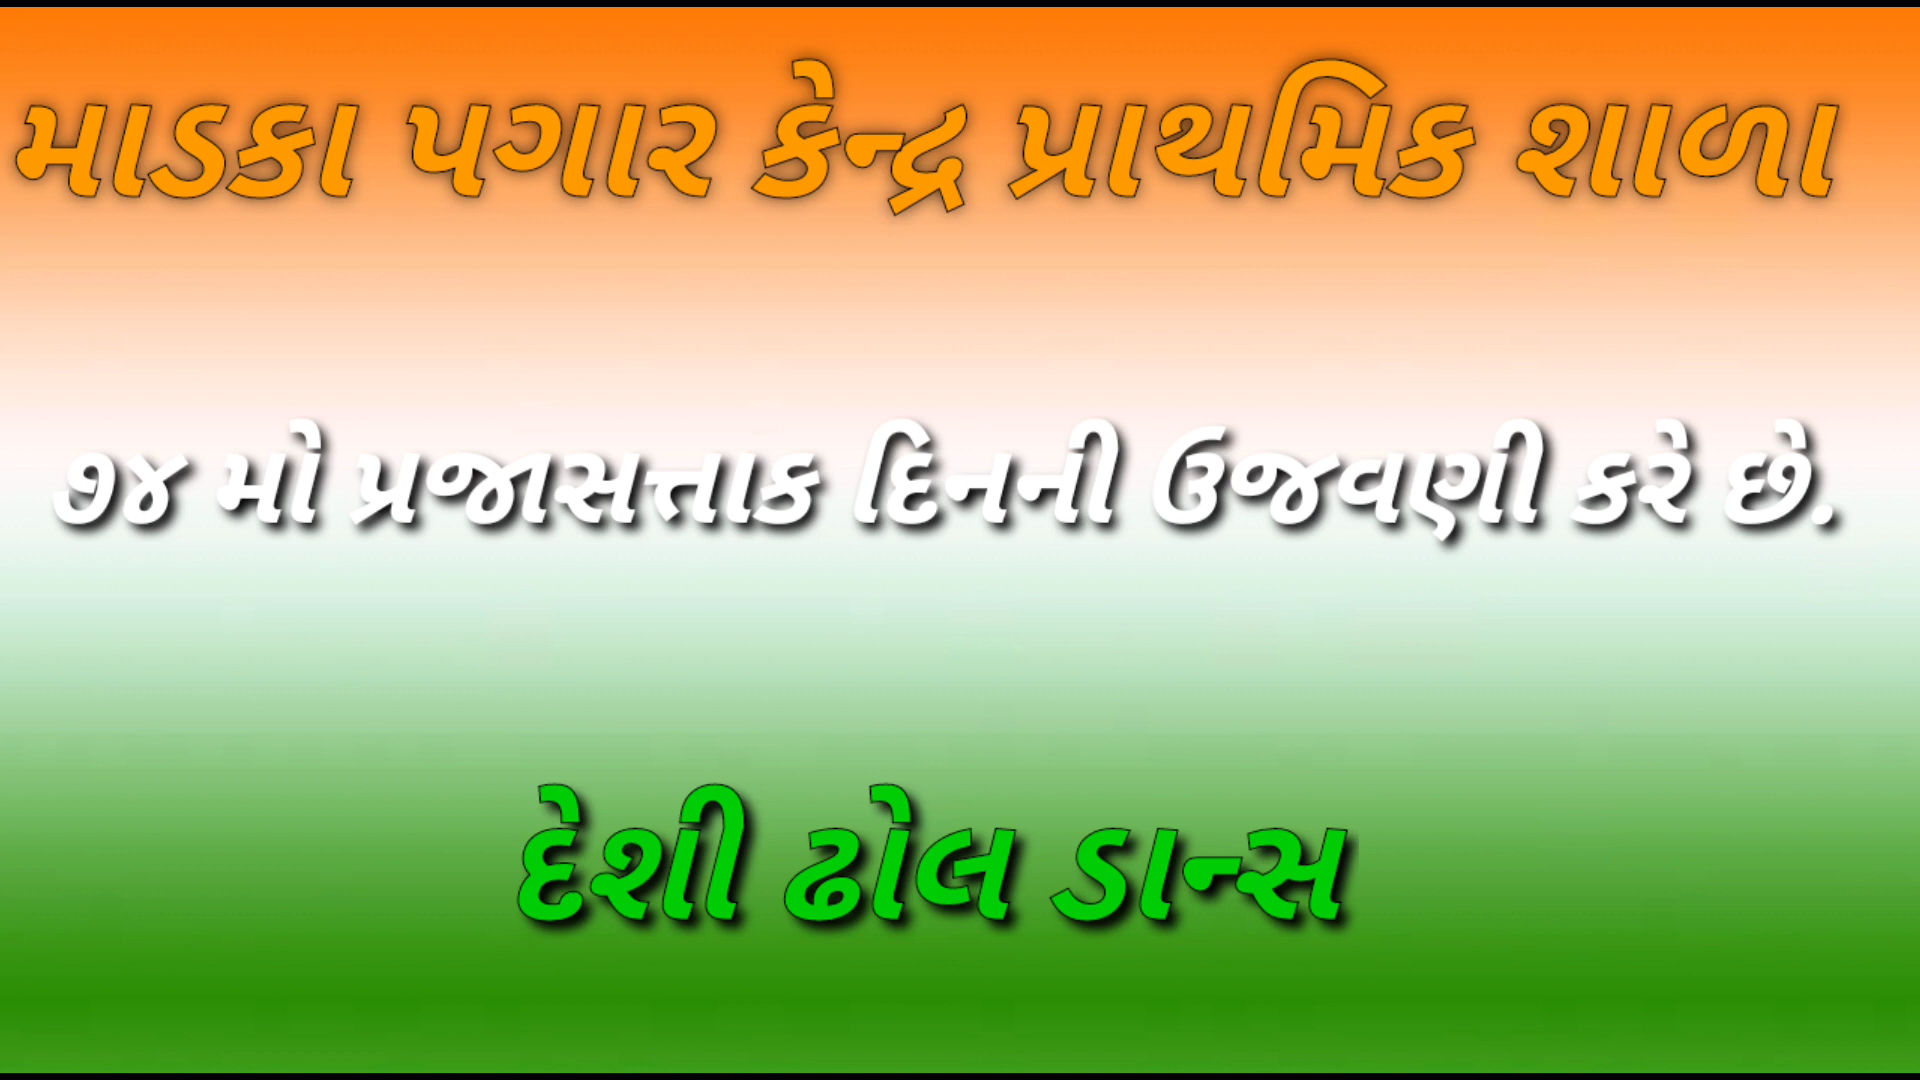 માડકા પગાર કેન્દ્ર પ્રાથમિક શાળા
૭૪ મો પ્રજાસત્તાક દિનની ઉજવણી કરે છે.
દેશી ઢોલ ડાન્સ